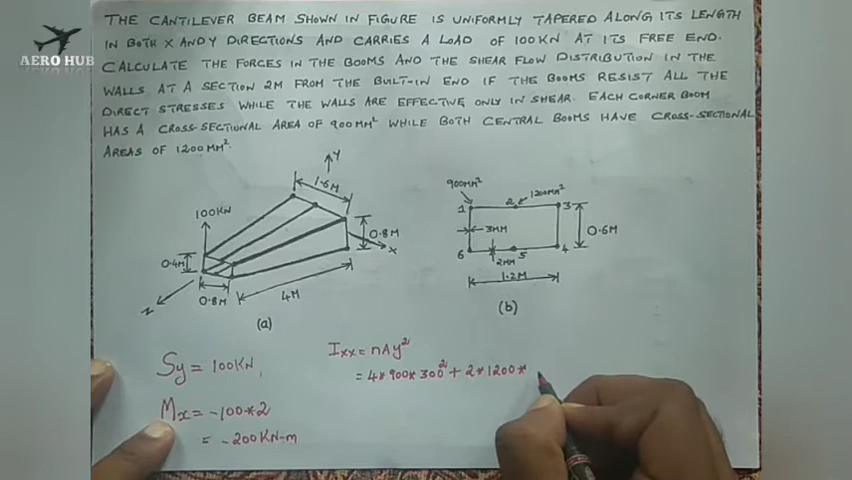 THE CANTILEVER BEAM SHOWN IN FIGURE IS UNIFORMLY TAPERED ALONG ITS LENGTH
IN BOTH X AND Y DIRECTIONS AND CARRIES A LOAD OF 100KN AT ITS FREE END.
CALCULATE THE FORCES IN THE BOOMS AND THE SHEAR FLOW DISTRIBUTION IN THE
WALLS AT A SECTION 2M FROM THE BUILT-IN END IF THE BOOMS RESIST ALL THE
DIRECT STRESSES WHILE THE WALLS ARE EFFECTIVE ONLY IN SHEAR. EACH CORNER BOOM
HAS A CROSS-SECTIONAL AREA OF 900MM² WHILE BOTH CENTRAL BOOMS HAVE CROSS-SECTIONAL
AREAS OF 1200MM².
AERO HUB
Y
1.6M
100KN
0.8M
X
0.4M
0.8M
4M
Z
(a)
900MM²
1200MM²
1 2 3
3MM
0.6M
6 5 4
2MM
1.2M
(b)
Sy = 100KN
Mx = -100*2
= -200KN-M
Ixx = nAy²
= 4*900*300² + 2*1200*